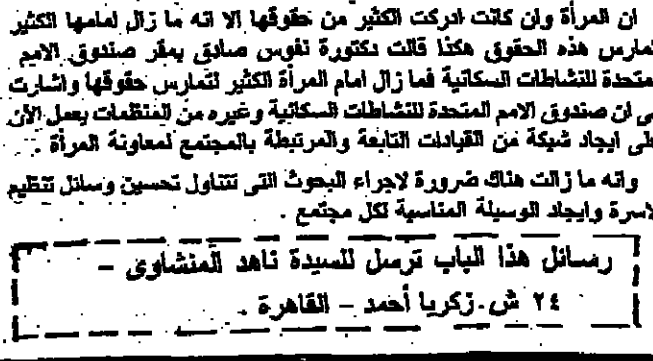 ان المرأة وان كانت ادركت الكثير من حقوقها الا انه ما زال امامها الكثير
تمارس هذه الحقوق هكذا قالت دكتورة نفوس صادق بمقر صندوق الامم
متحدة للنشاطات السكانية فما زال امام المرأة الكثير لتمارس حقوقها واشارت
ى ان صندوق الامم المتحدة للنشاطات السكانية وغيره من المنظمات يعمل الآن
على ايجاد شبكة من القيادات التابعة والمرتبطة بالمجتمع لمعاونة المرأة .
وانه ما زالت هناك ضرورة لاجراء البحوث التى تتناول تحسين وسائل تنظيم
لاسرة وايجاد الوسيلة المناسبة لكل مجتمع .
رسائل هذا الباب ترسل للسيدة ناهد المنشاوى –
٢٤ ش . زكريا أحمد – القاهرة .